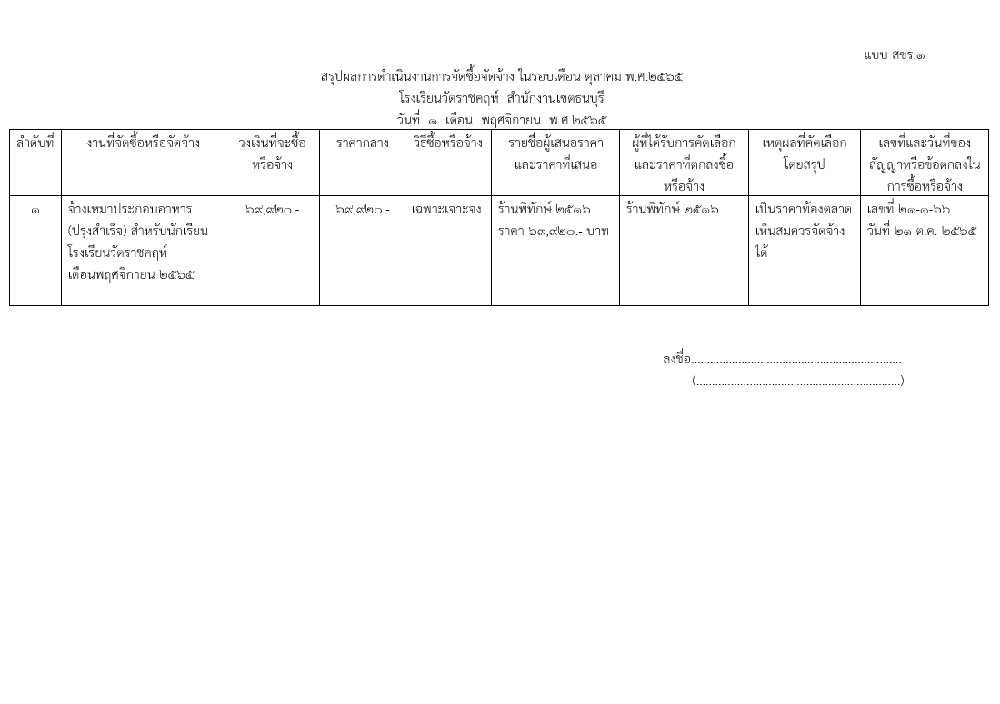 แบบ สขร.๑
สรุปผลการดำเนินงานการจัดซื้อจัดจ้าง ในรอบเดือน ตุลาคม พ.ศ.๒๕๖๕
โรงเรียนวัดราชคฤห์ สำนักงานเขตธนบุรี
วันที่ ๑ เดือน พฤศจิกายน พ.ศ.๒๕๖๕
ลำดับที่
งานที่จัดซื้อหรือจัดจ้าง
วงเงินที่จะซื้อ
หรือจ้าง
ราคากลาง
วิธีซื้อหรือจ้าง
รายชื่อผู้เสนอราคา
และราคาที่เสนอ
ผู้ที่ได้รับการคัดเลือก
และราคาที่ตกลงซื้อ
หรือจ้าง
เหตุผลที่คัดเลือก
โดยสรุป
เลขที่และวันที่ของ
สัญญาหรือข้อตกลงใน
การซื้อหรือจ้าง
๑
จ้างเหมาประกอบอาหาร
(ปรุงสำเร็จ) สำหรับนักเรียน
โรงเรียนวัดราชคฤห์
เดือนพฤศจิกายน ๒๕๖๕
๖๙,๙๒๐.-
๖๙,๙๒๐.-
เฉพาะเจาะจง
ร้านพิทักษ์ ๒๕๑๖
ราคา ๖๙,๙๒๐.- บาท
ร้านพิทักษ์ ๒๕๑๖
เป็นราคาท้องตลาด
เห็นสมควรจัดจ้าง
ได้
เลขที่ ๒๑-๑-๖๖
วันที่ ๒๑ ต.ค. ๒๕๖๕
ลงชื่อ...................................................................
(.................................................................)